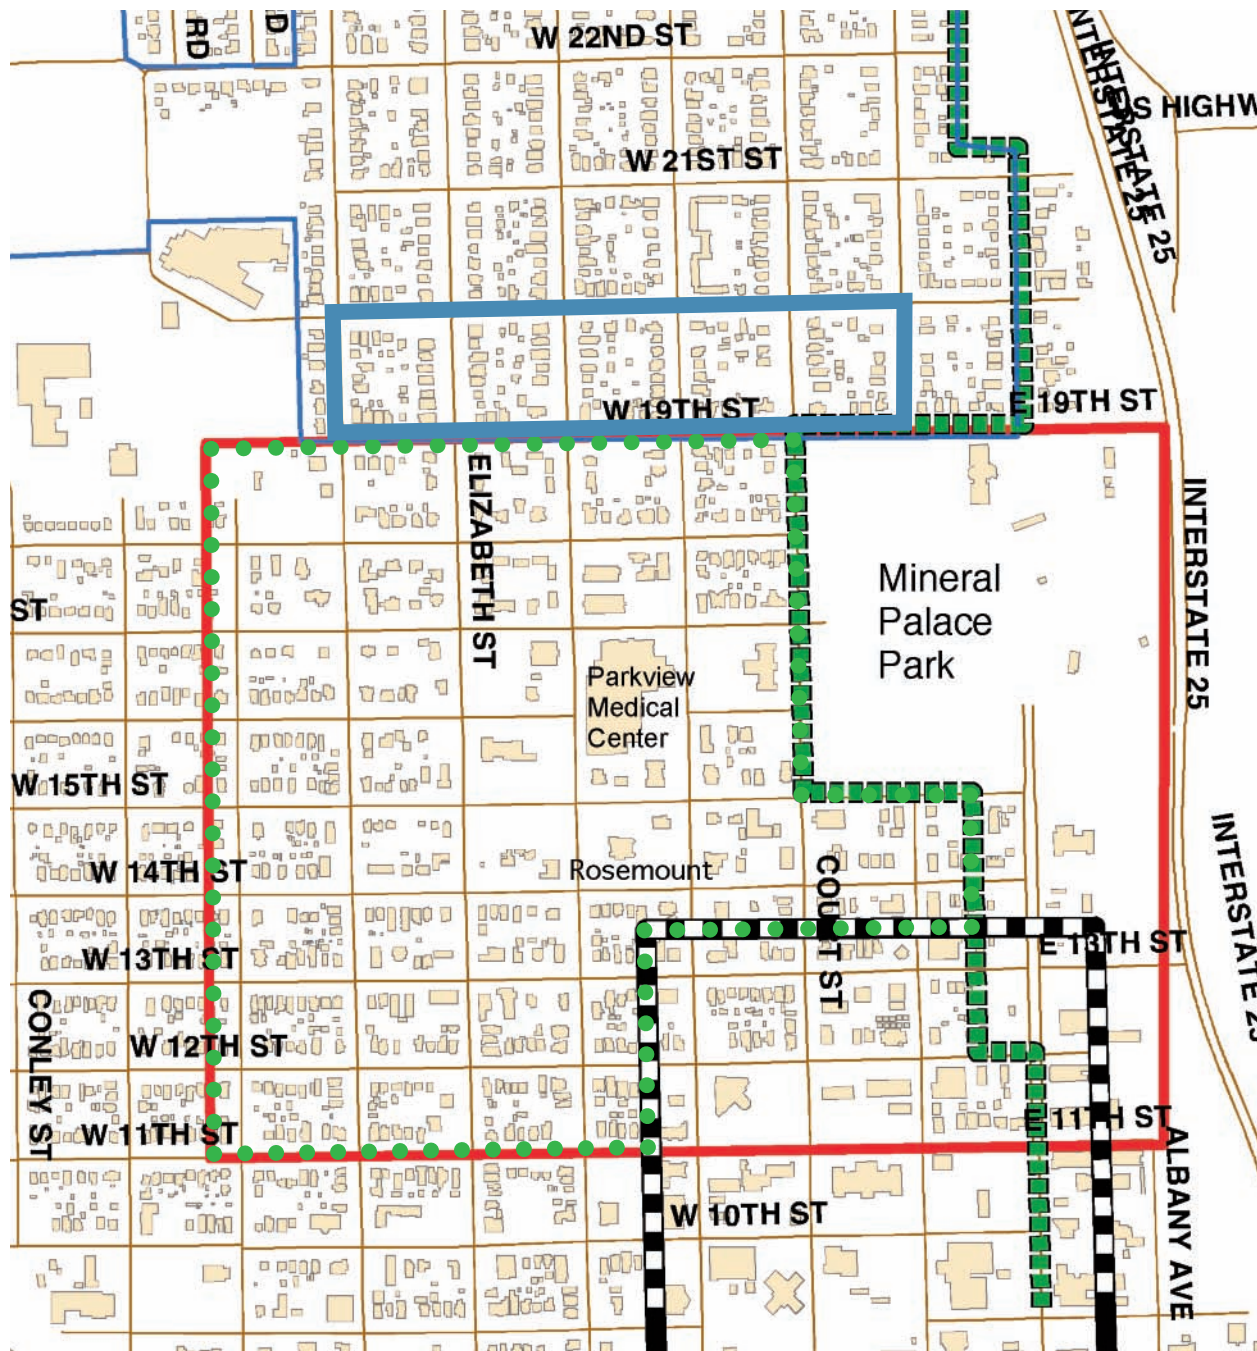 RD
D
W 22ND ST
INTERSTATE 25
INTERSTATE 25
S HIGHW
W 21ST ST
W 19TH ST
E 19TH ST
ELIZABETH ST
INTERSTATE 25
Mineral
Palace
Park
ST
Parkview
Medical
Center
W 15TH ST
INTERSTATE 25
W 14TH ST
Rosemount
COURT ST
W 13TH ST
E 13TH ST
CONLEY ST
W 12TH ST
W 11TH ST
E 11TH ST
ALBANY AVE
W 10TH ST